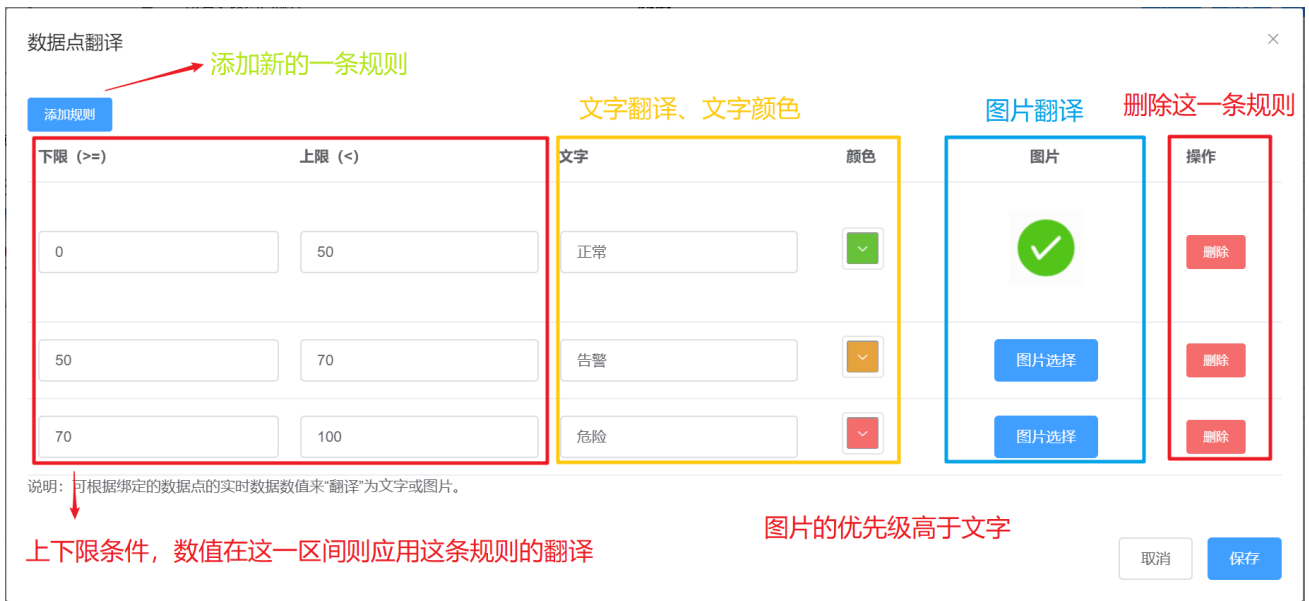 数据点翻译
添加新的一条规则
添加规则
文字翻译、文字颜色
图片翻译
删除这一条规则
下限（>=） 上限（<） 文字 颜色 图片 操作
0 50 正常 删除
50 70 告警 图片选择 删除
70 100 危险 图片选择 删除
说明：可根据绑定的数据点的实时数据数值来“翻译”为文字或图片。
图片的优先级高于文字
上下限条件，数值在这一区间则应用这条规则的翻译
取消 保存